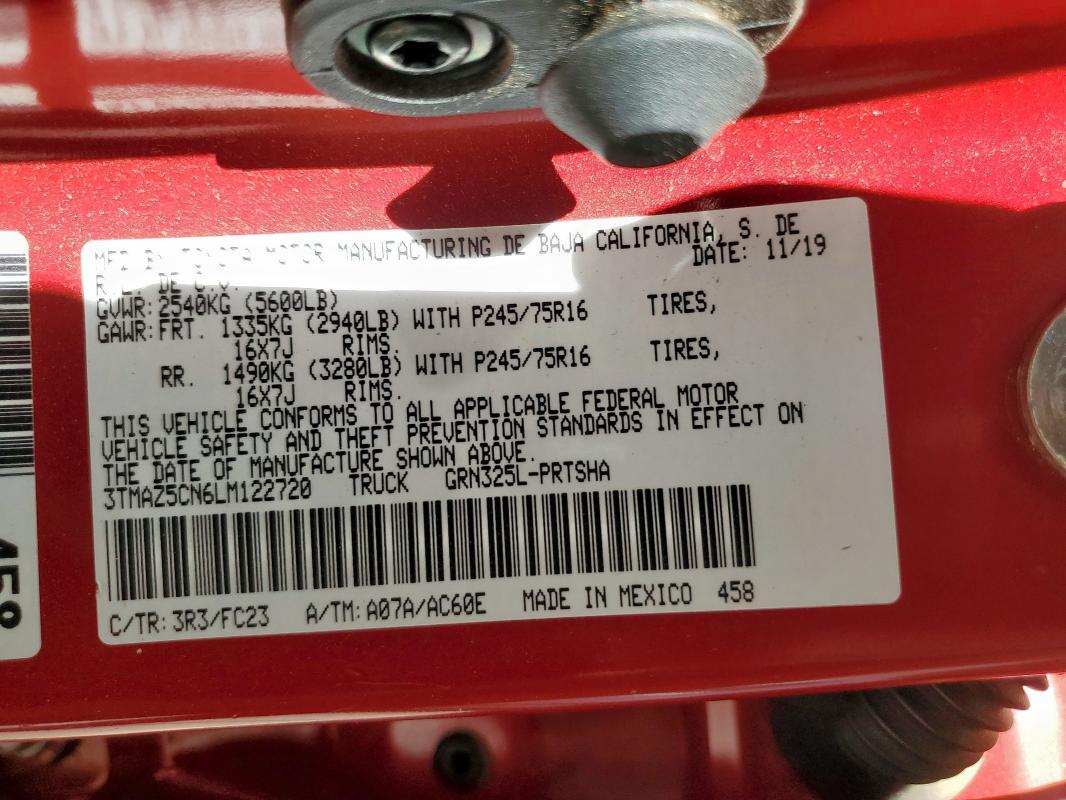 MFD BY TOYOTA MOTOR MANUFACTURING DE BAJA CALIFORNIA, S. DE
R.L. DE C.V. DATE: 11/19
GVWR: 2540KG (5600LB)
GAWR: FRT. 1335KG (2940LB) WITH P245/75R16 TIRES,
16X7J RIMS.
RR. 1490KG (3280LB) WITH P245/75R16 TIRES,
16X7J RIMS.
THIS VEHICLE CONFORMS TO ALL APPLICABLE FEDERAL MOTOR
VEHICLE SAFETY AND THEFT PREVENTION STANDARDS IN EFFECT ON
THE DATE OF MANUFACTURE SHOWN ABOVE.
3TMAZ5CN6LM122720 TRUCK GRN325L-PRTSHA
C/TR: 3R3/FC23 A/TM: A07A/AC60E MADE IN MEXICO 458
458